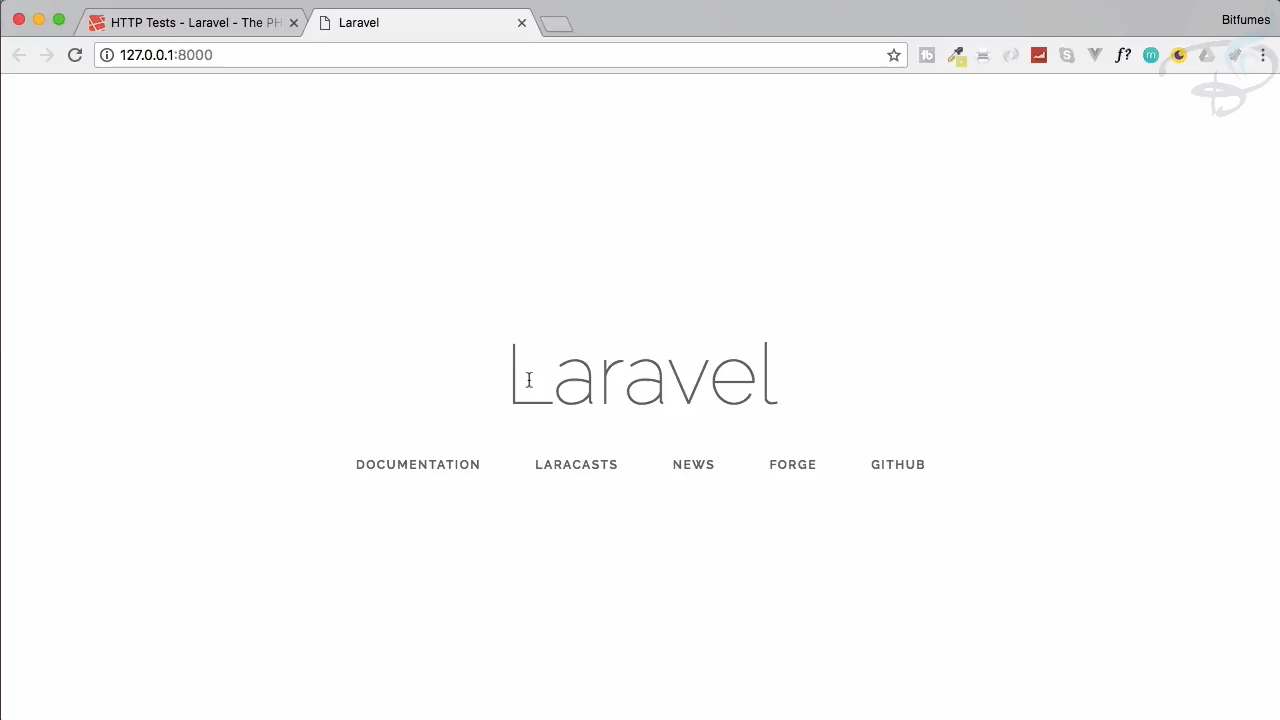 HTTP Tests - Laravel - The PH
Laravel
Bitfumes
127.0.0.1:8000
Laravel
DOCUMENTATION LARACASTS NEWS FORGE GITHUB